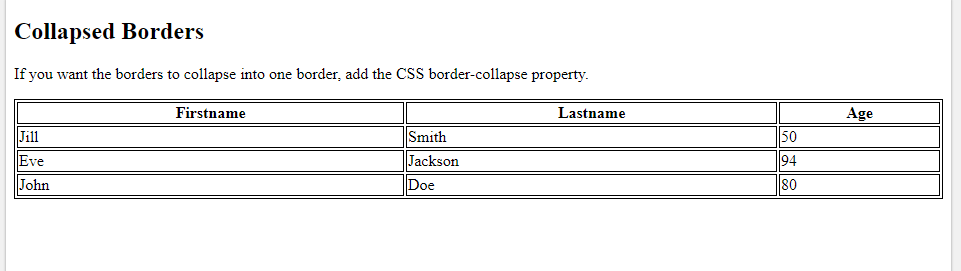 Collapsed Borders
If you want the borders to collapse into one border, add the CSS border-collapse property.
Firstname Lastname Age
Jill Smith 50
Eve Jackson 94
John Doe 80